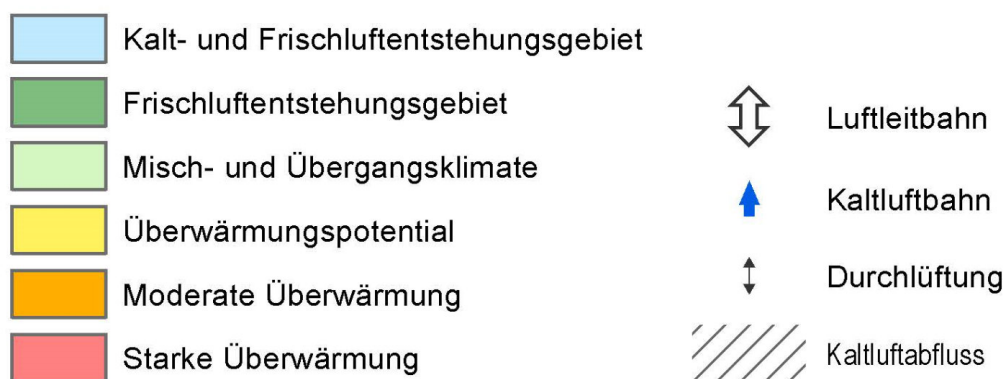 Kalt- und Frischluftentstehungsgebiet
Frischluftentstehungsgebiet
Misch- und Übergangsklimate
Überwärmungspotential
Moderate Überwärmung
Starke Überwärmung
Luftleitbahn
Kaltluftbahn
Durchlüftung
Kaltluftabfluss